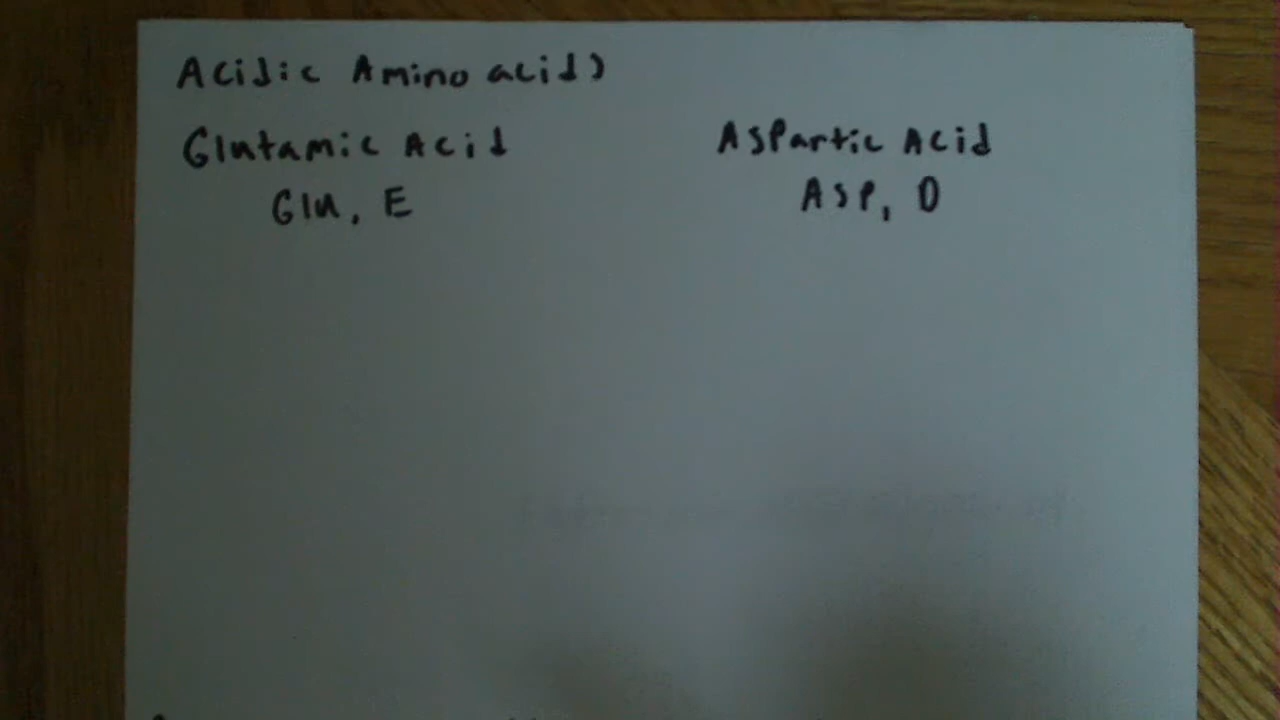 Acidic Amino acids
Glutamic Acid
Glu, E
Aspartic Acid
Asp, D